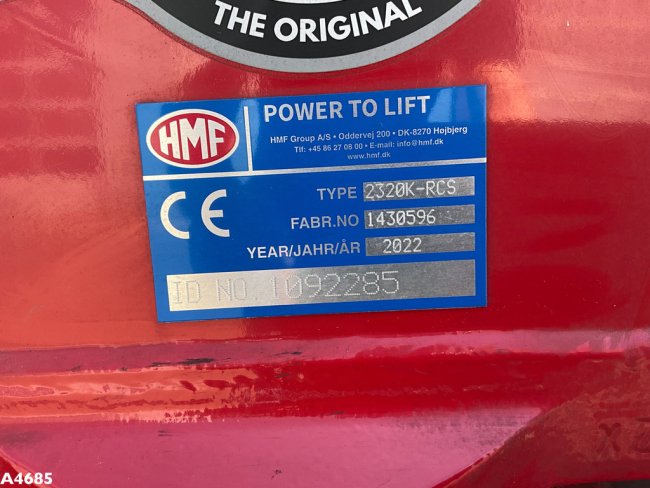 THE ORIGINAL
HMF
POWER TO LIFT
HMF Group A/S • Oddervej 200 • DK-8270 Højbjerg
Tlf: +45 86 27 08 00 • E-mail: info@hmf.dk
www.hmf.dk
CE
TYPE 2320K-RCS
FABR.NO 1430596
YEAR/JAHR/ÅR 2022
ID NO 1092285
A4685